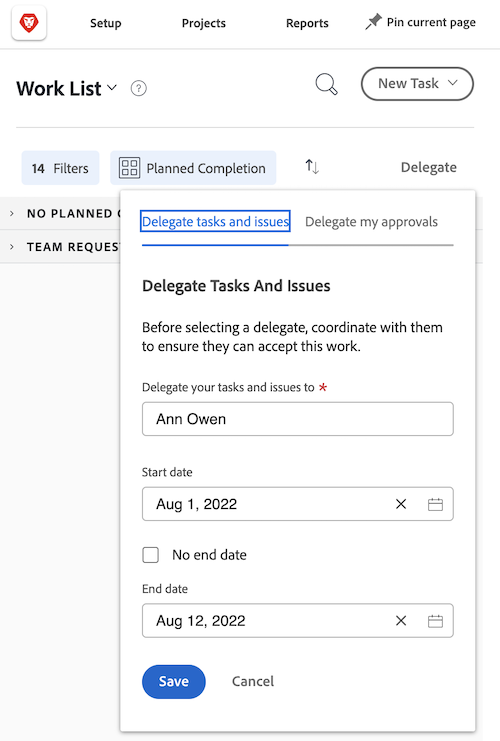 Setup Projects Reports Pin current page
Work List ? New Task
14 Filters Planned Completion Delegate
NO PLANNED
TEAM REQUES
Delegate tasks and issues Delegate my approvals
Delegate Tasks And Issues
Before selecting a delegate, coordinate with them
to ensure they can accept this work.
Delegate your tasks and issues to *
Ann Owen
Start date
Aug 1, 2022
No end date
End date
Aug 12, 2022
Save Cancel